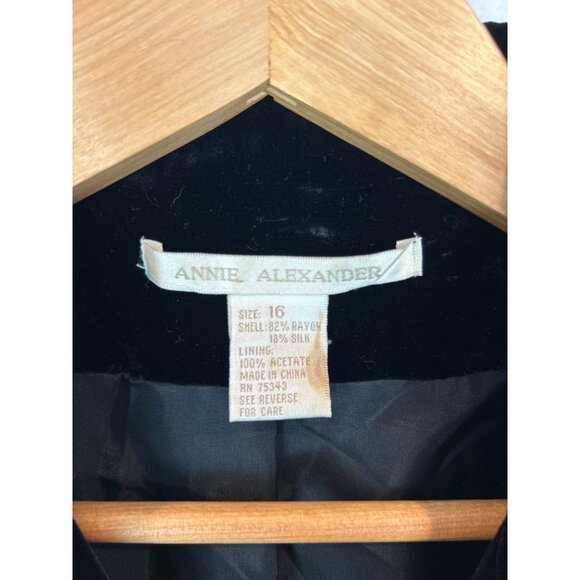 ANNIE ALEXANDER
SIZE: 16
SHELL: 82% RAYON
18% SILK
LINING:
100% ACETATE
MADE IN CHINA
RN 75343
SEE REVERSE
FOR CARE